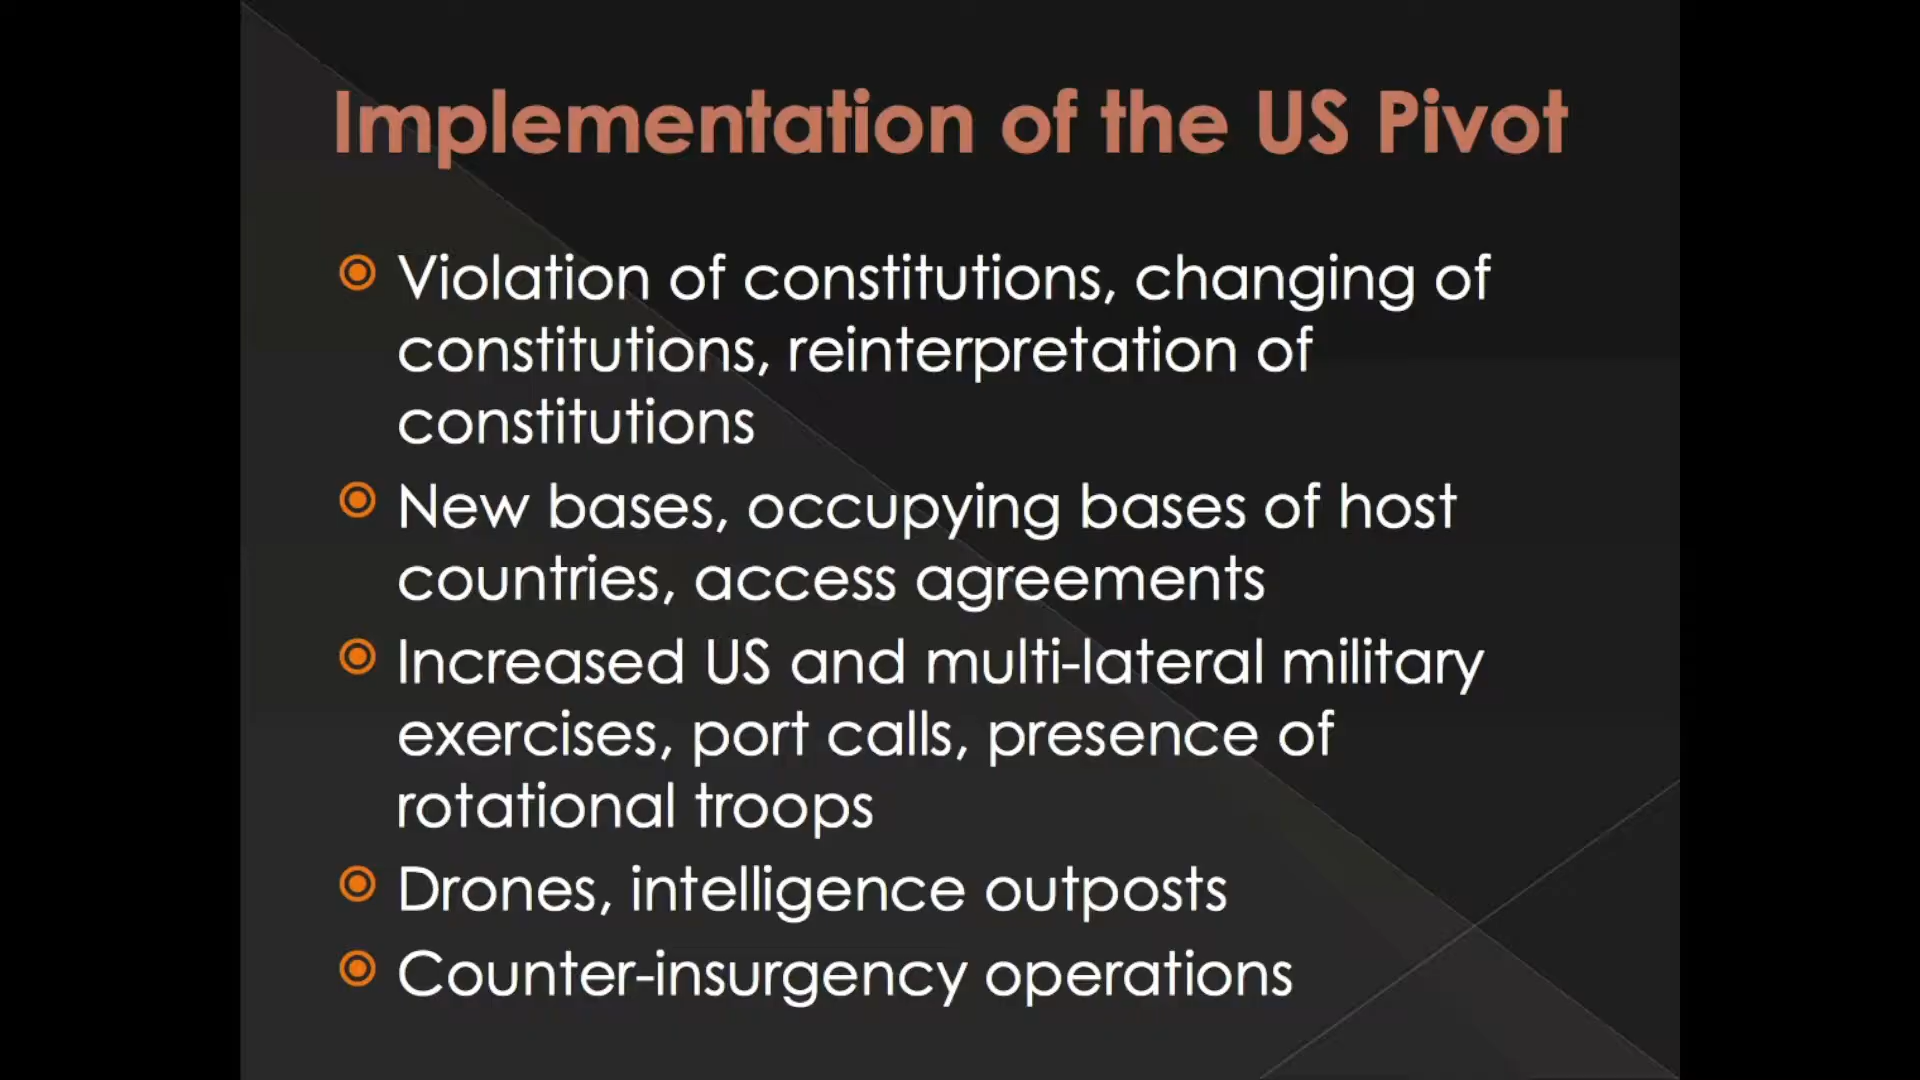 Implementation of the US Pivot
Violation of constitutions, changing of
constitutions, reinterpretation of
constitutions
New bases, occupying bases of host
countries, access agreements
Increased US and multi-lateral military
exercises, port calls, presence of
rotational troops
Drones, intelligence outposts
Counter-insurgency operations